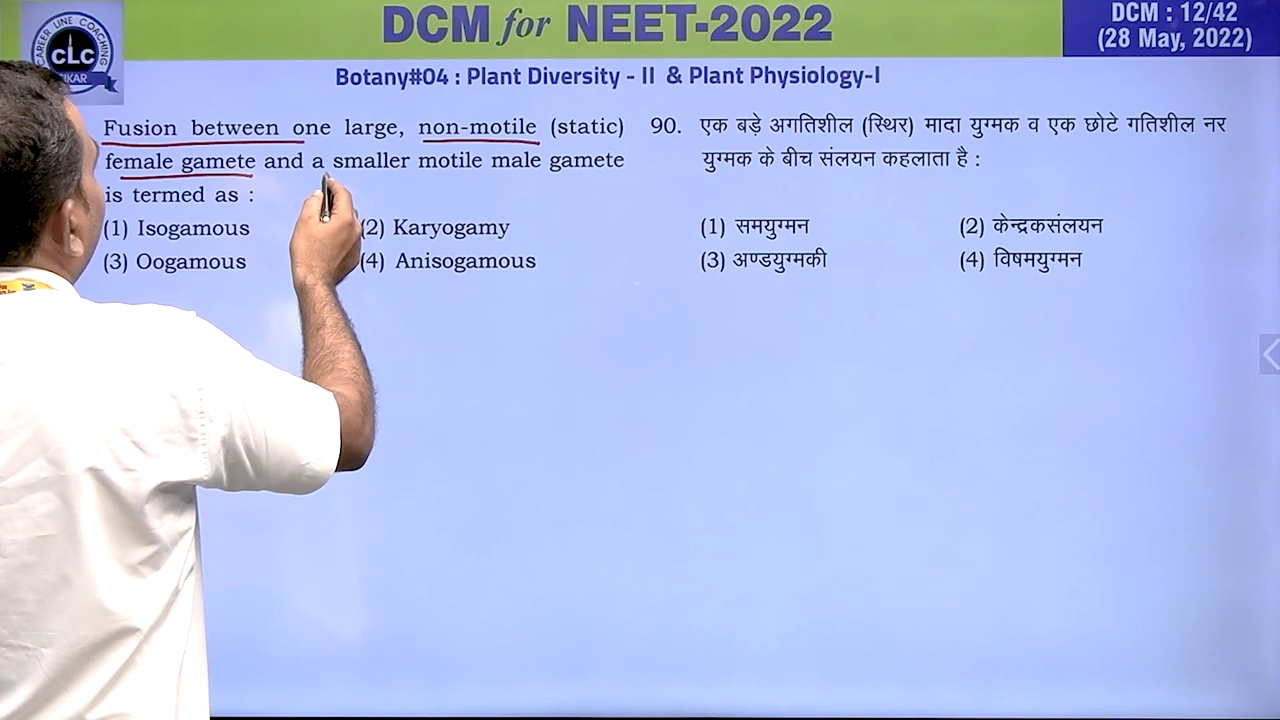 DCM for NEET-2022
DCM : 12/42
(28 May, 2022)
CAREER LINE COACHING
CLC
Botany#04 : Plant Diversity - II & Plant Physiology-I
Fusion between one large, non-motile (static)
female gamete and a smaller motile male gamete
is termed as :
(1) Isogamous
(2) Karyogamy
(3) Oogamous
(4) Anisogamous
90. एक बड़े अगतिशील (स्थिर) मादा युग्मक व एक छोटे गतिशील नर
युग्मक के बीच संलयन कहलाता है :
(1) समयुग्मन
(2) केन्द्रकसंलयन
(3) अण्डयुग्मकी
(4) विषमयुग्मन